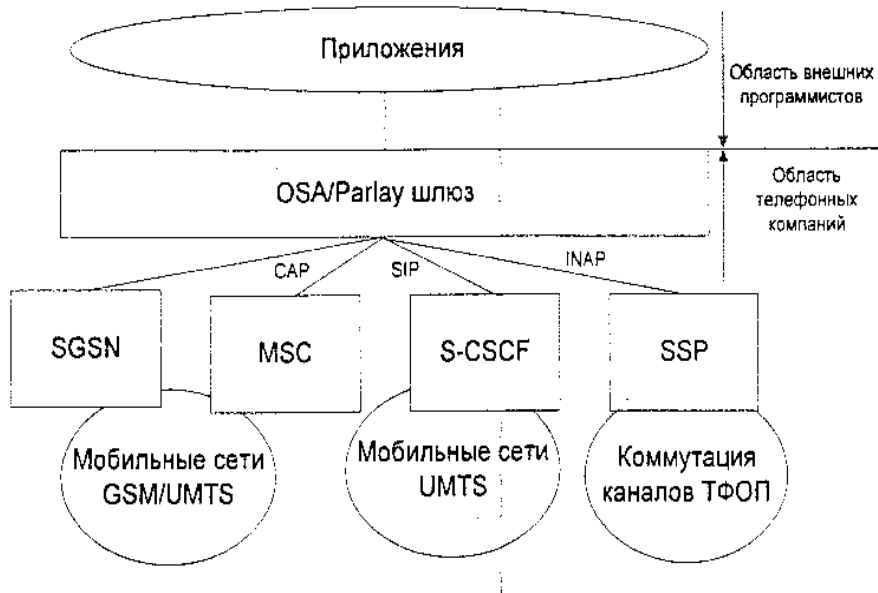 Приложения
Область внешних
программистов
OSA/Parlay шлюз
Область
телефонных
компаний
CAP
SIP
INAP
SGSN
MSC
S-CSCF
SSP
Мобильные сети
GSM/UMTS
Мобильные сети
UMTS
Коммутация
каналов ТФОП